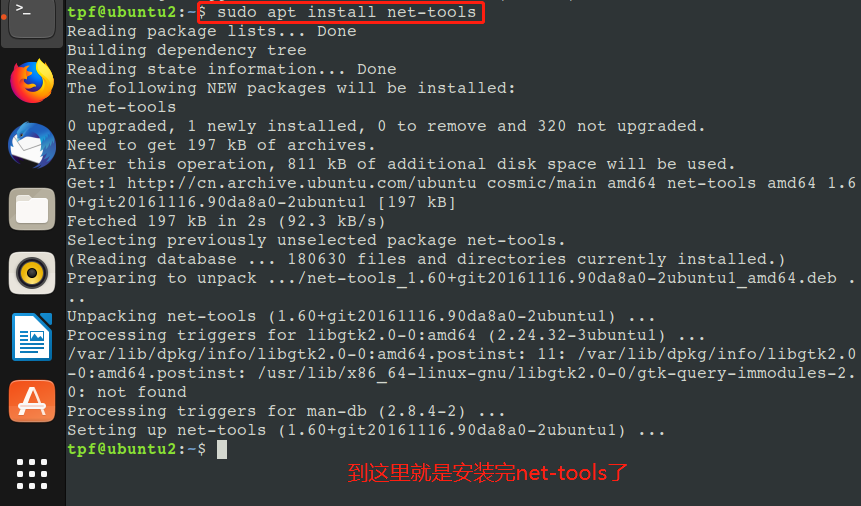 >_
tpf@ubuntu2:~$ sudo apt install net-tools
Reading package lists... Done
Building dependency tree
Reading state information... Done
The following NEW packages will be installed:
  net-tools
0 upgraded, 1 newly installed, 0 to remove and 320 not upgraded.
Need to get 197 kB of archives.
After this operation, 811 kB of additional disk space will be used.
Get:1 http://cn.archive.ubuntu.com/ubuntu cosmic/main amd64 net-tools amd64 1.6
0+git20161116.90da8a0-2ubuntu1 [197 kB]
Fetched 197 kB in 2s (92.3 kB/s)
Selecting previously unselected package net-tools.
(Reading database ... 180630 files and directories currently installed.)
Preparing to unpack .../net-tools_1.60+git20161116.90da8a0-2ubuntu1_amd64.deb .
..
Unpacking net-tools (1.60+git20161116.90da8a0-2ubuntu1) ...
Processing triggers for libgtk2.0-0:amd64 (2.24.32-3ubuntu1) ...
/var/lib/dpkg/info/libgtk2.0-0:amd64.postinst: 11: /var/lib/dpkg/info/libgtk2.0
-0:amd64.postinst: /usr/lib/x86_64-linux-gnu/libgtk2.0-0/gtk-query-immodules-2.
0: not found
Processing triggers for man-db (2.8.4-2) ...
Setting up net-tools (1.60+git20161116.90da8a0-2ubuntu1) ...
tpf@ubuntu2:~$
到这里就是安装完net-tools了